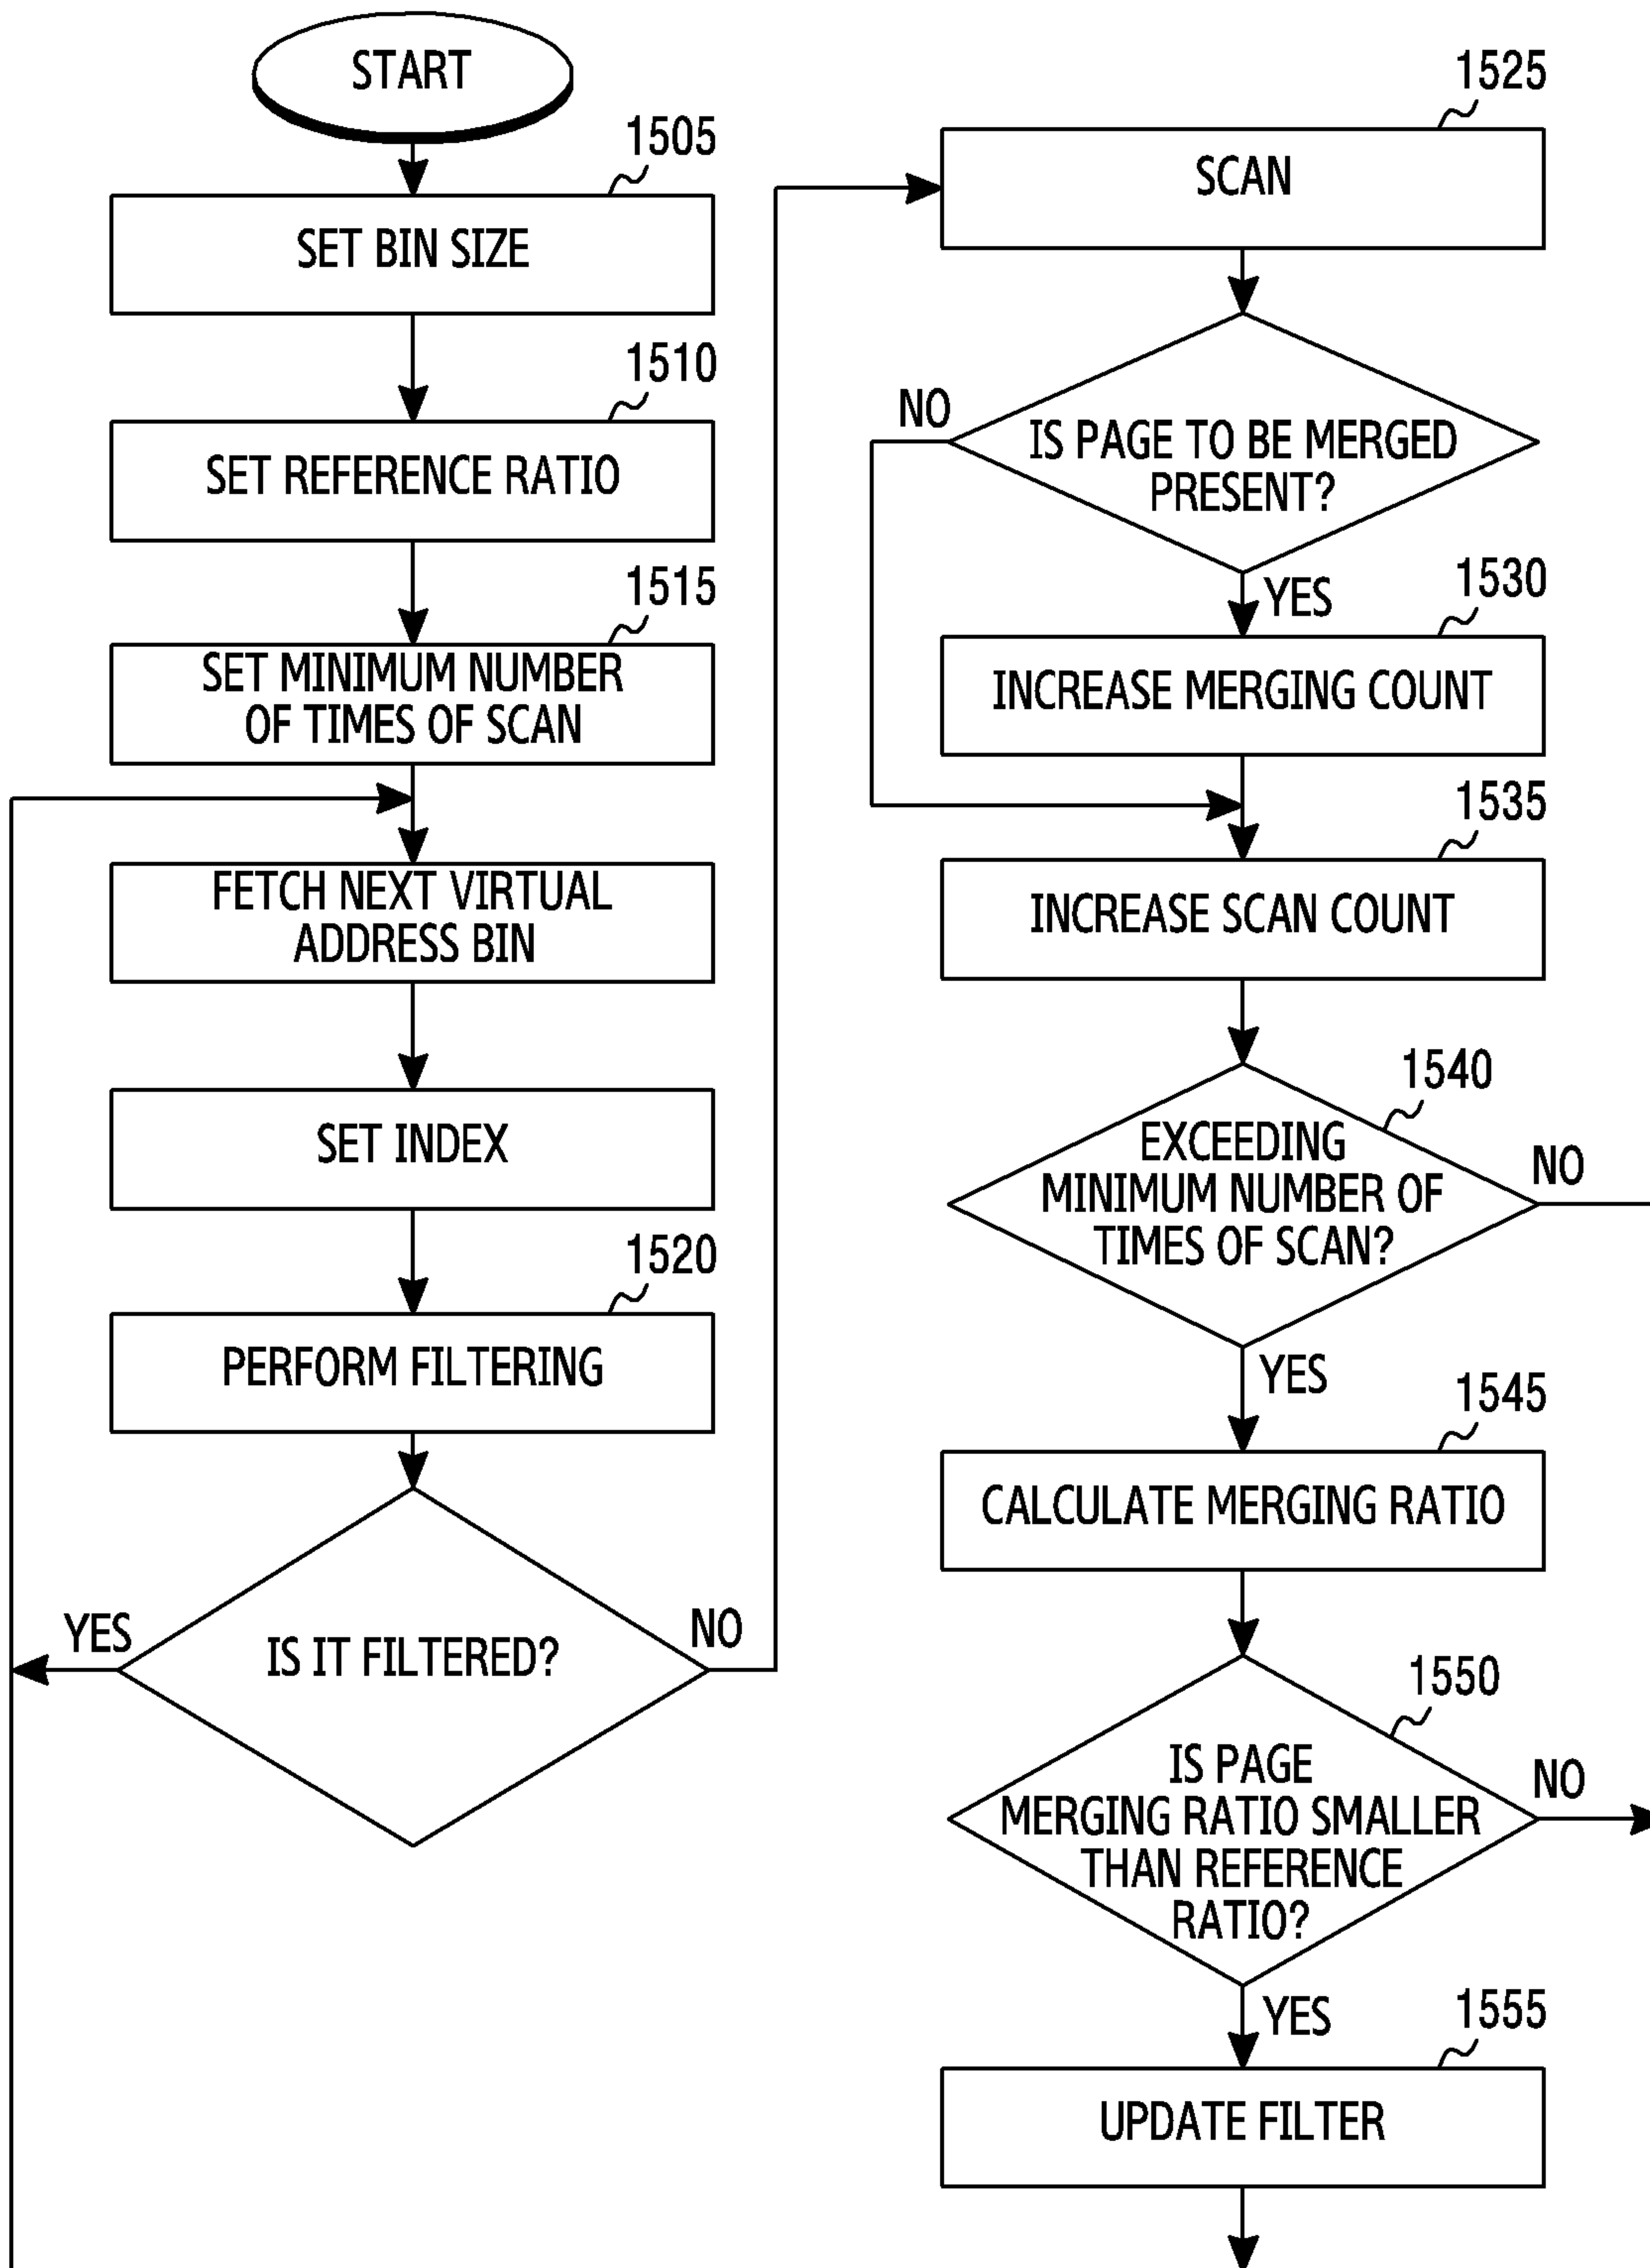 START
1505
SET BIN SIZE
1510
SET REFERENCE RATIO
1515
SET MINIMUM NUMBER
OF TIMES OF SCAN
FETCH NEXT VIRTUAL
ADDRESS BIN
SET INDEX
1520
PERFORM FILTERING
IS IT FILTERED?
YES
NO
1525
SCAN
IS PAGE TO BE MERGED
PRESENT?
NO
YES
1530
INCREASE MERGING COUNT
1535
INCREASE SCAN COUNT
1540
EXCEEDING
MINIMUM NUMBER OF
TIMES OF SCAN?
NO
YES
1545
CALCULATE MERGING RATIO
1550
IS PAGE
MERGING RATIO SMALLER
THAN REFERENCE
RATIO?
NO
YES
1555
UPDATE FILTER